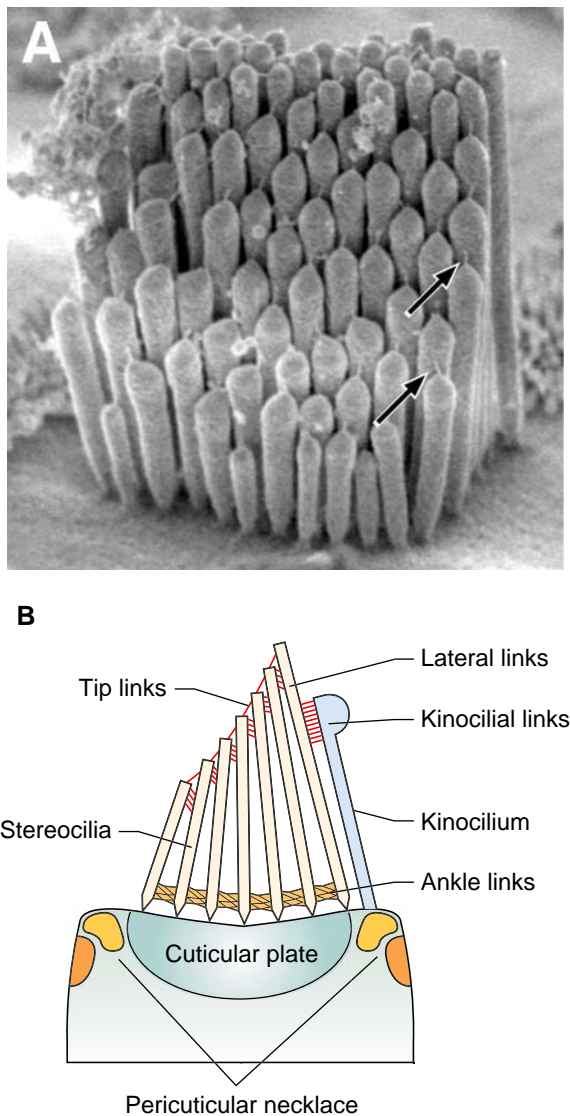 A
B
Lateral links
Tip links
Kinocilial links
Stereocilia
Kinocilium
Ankle links
Cuticular plate
Pericuticular necklace